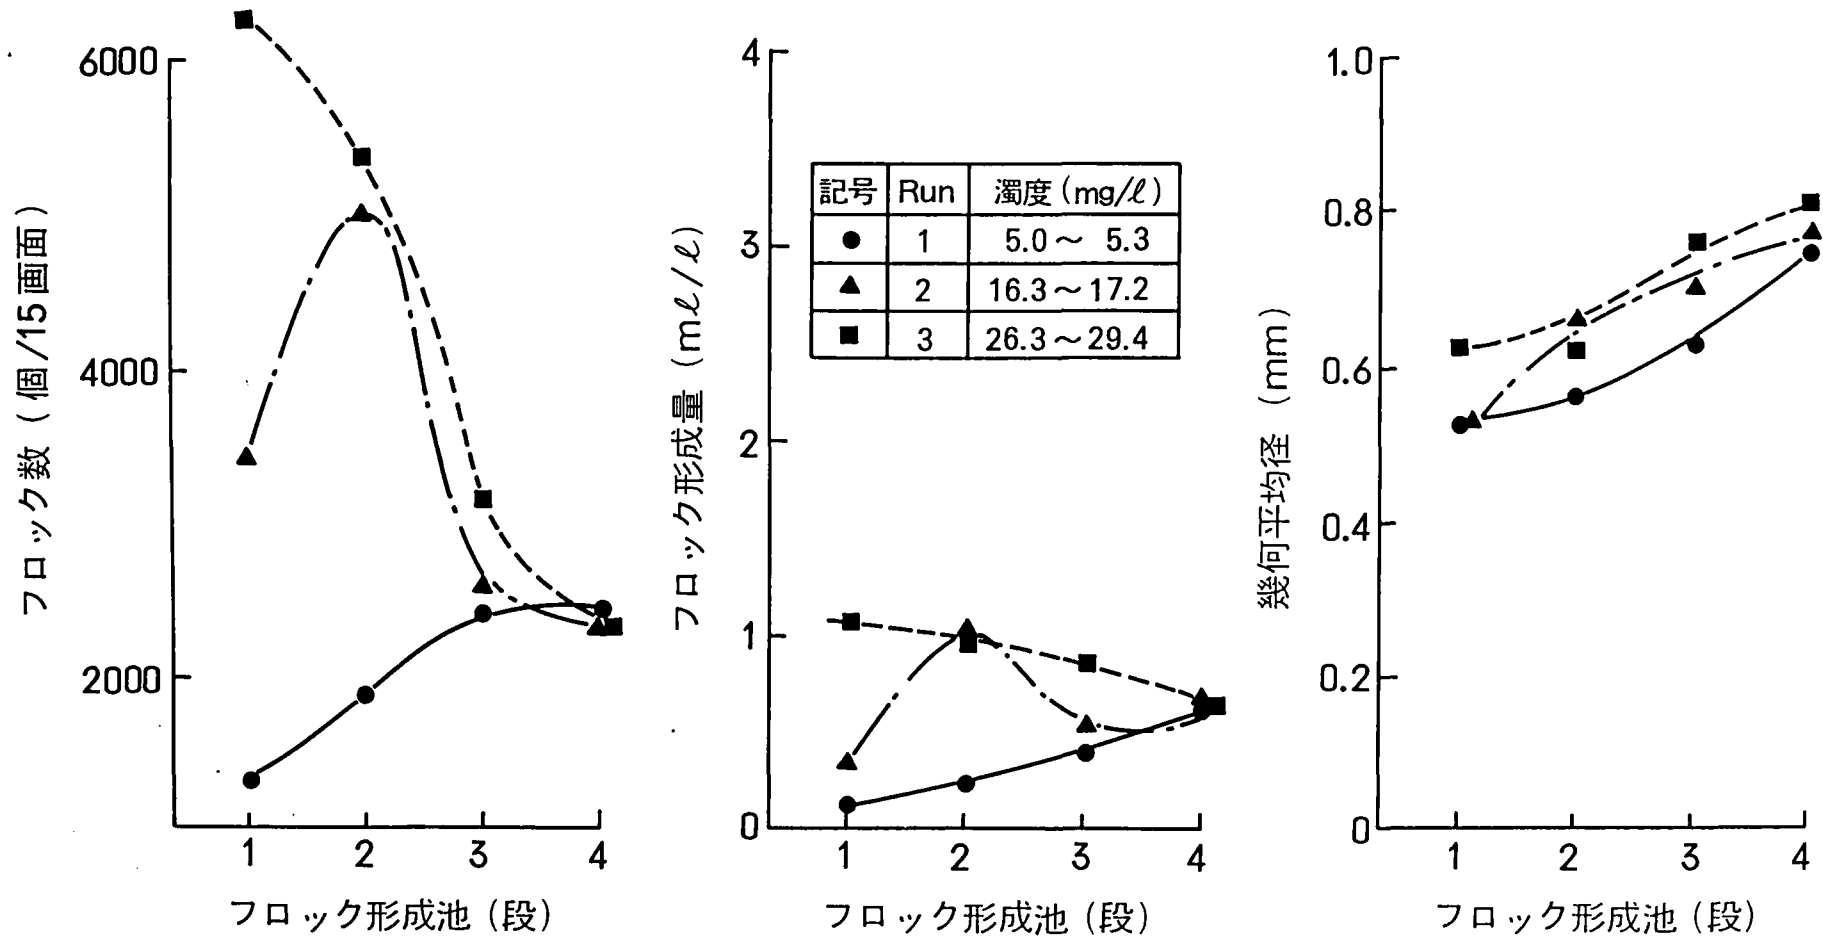 フロック数 (個/15画面)
6000
4000
2000
1 2 3 4
フロック形成池 (段)
フロック形成量 (mℓ/ℓ)
4
3
2
1
0
1 2 3 4
フロック形成池 (段)
記号 Run 濁度 (mg/ℓ)
● 1 5.0～ 5.3
▲ 2 16.3～17.2
■ 3 26.3～29.4
幾何平均径 (mm)
1.0
0.8
0.6
0.4
0.2
0
1 2 3 4
フロック形成池 (段)